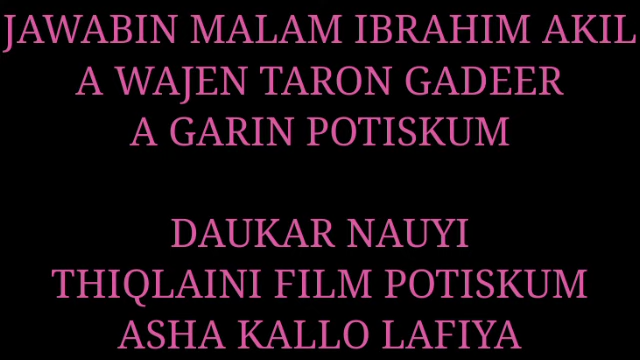 JAWABIN MALAM IBRAHIM AKIL
A WAJEN TARON GADEER
A GARIN POTISKUM
DAUKAR NAUYI
THIQLAINI FILM POTISKUM
ASHA KALLO LAFIYA